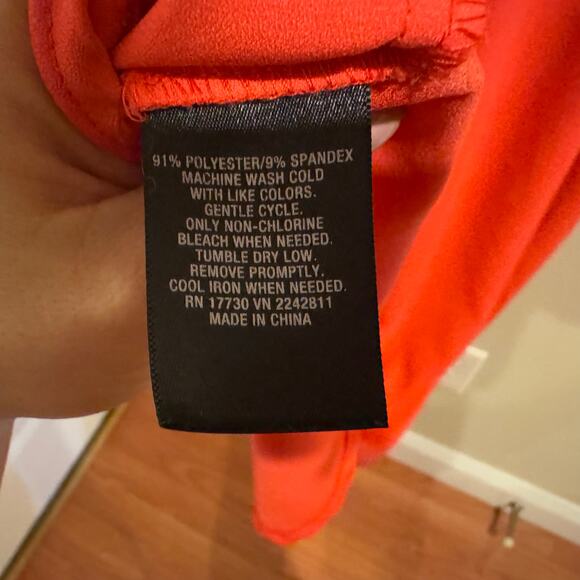 91% POLYESTER/9% SPANDEX
MACHINE WASH COLD
WITH LIKE COLORS.
GENTLE CYCLE.
ONLY NON-CHLORINE
BLEACH WHEN NEEDED.
TUMBLE DRY LOW.
REMOVE PROMPTLY.
COOL IRON WHEN NEEDED.
RN 17730 VN 2242811
MADE IN CHINA